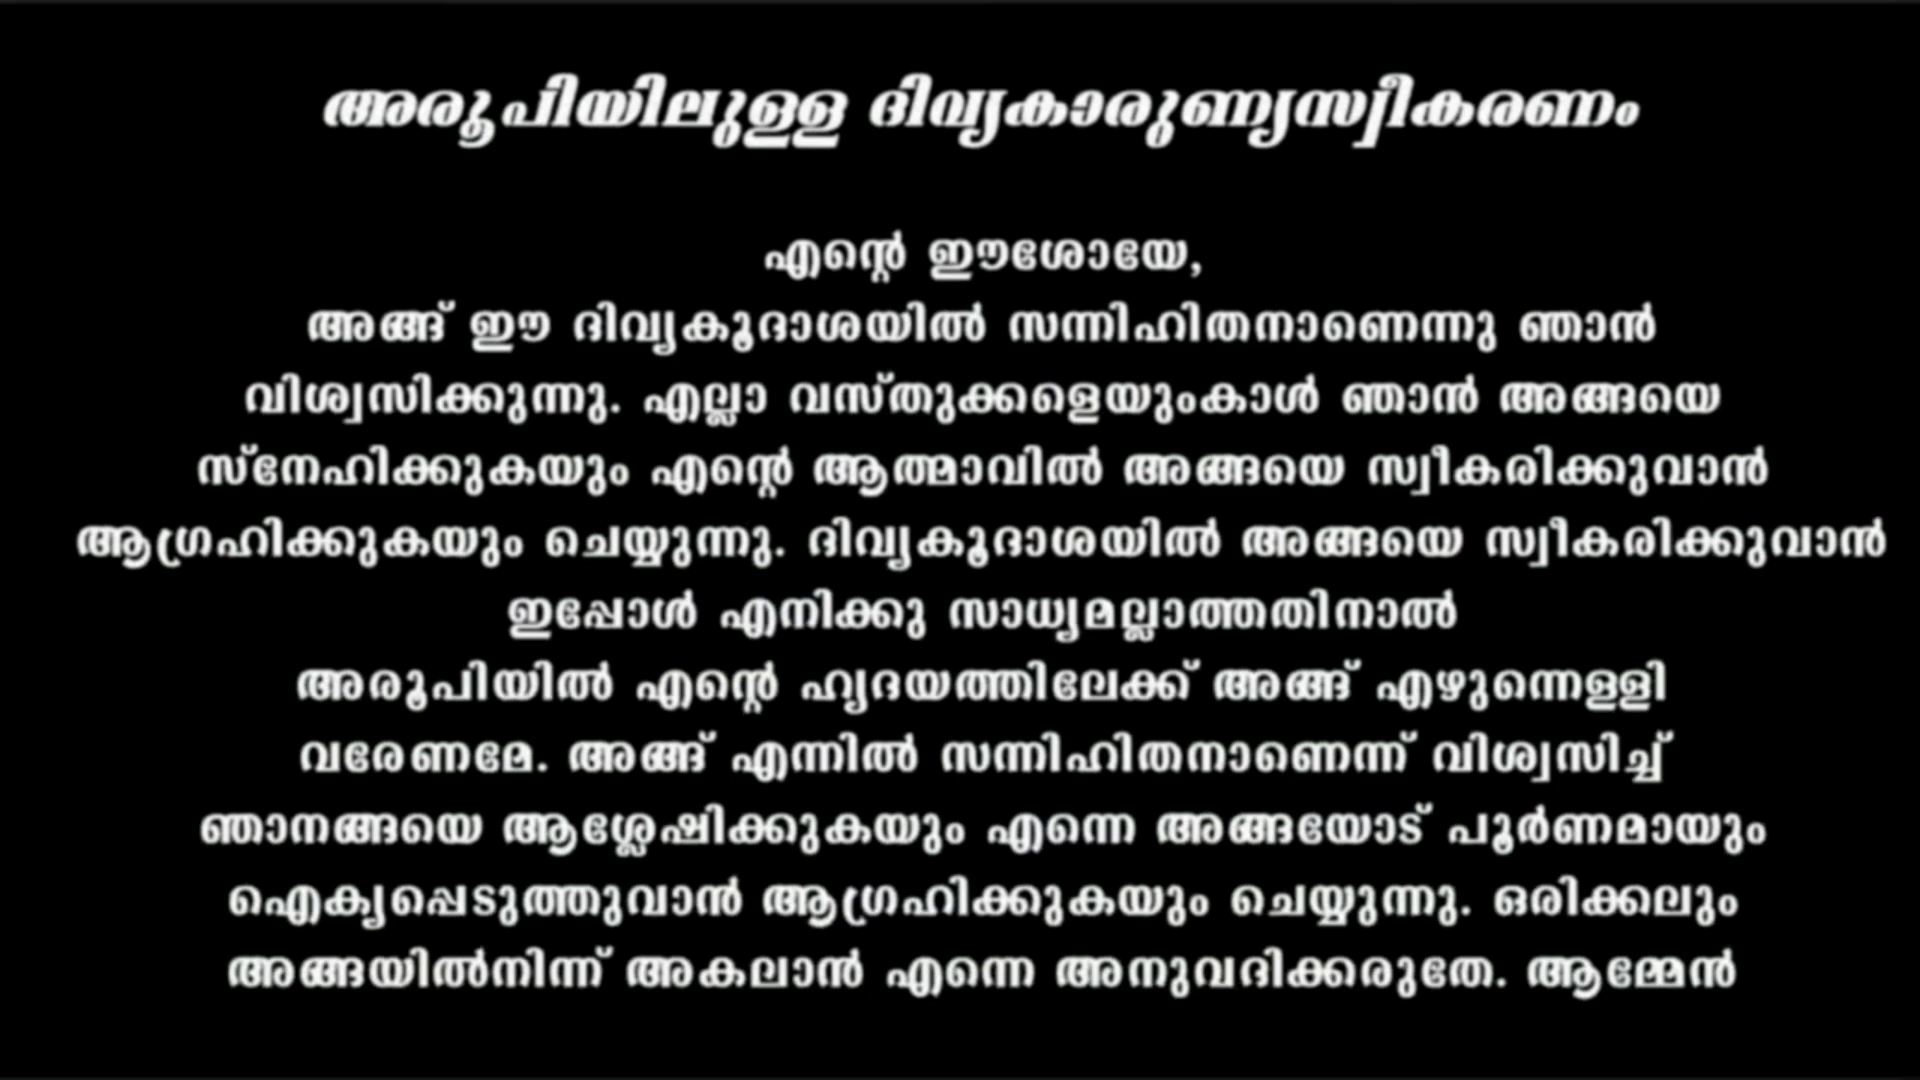 അരൂപിയിലുള്ള ദിവ്യകാരുണ്യസ്വീകരണം
എന്റെ ഈശോയേ,
അങ്ങ് ഈ ദിവ്യകൂദാശയിൽ സന്നിഹിതനാണെന്നു ഞാൻ
വിശ്വസിക്കുന്നു. എല്ലാ വസ്തുക്കളെയുംകാൾ ഞാൻ അങ്ങയെ
സ്നേഹിക്കുകയും എന്റെ ആത്മാവിൽ അങ്ങയെ സ്വീകരിക്കുവാൻ
ആഗ്രഹിക്കുകയും ചെയ്യുന്നു. ദിവ്യകൂദാശയിൽ അങ്ങയെ സ്വീകരിക്കുവാൻ
ഇപ്പോൾ എനിക്കു സാധ്യമല്ലാത്തതിനാൽ
അരൂപിയിൽ എന്റെ ഹൃദയത്തിലേക്ക് അങ്ങ് എഴുന്നെള്ളി
വരേണമേ. അങ്ങ് എന്നിൽ സന്നിഹിതനാണെന്ന് വിശ്വസിച്ച്
ഞാനങ്ങയെ ആശ്ലേഷിക്കുകയും എന്നെ അങ്ങയോട് പൂർണമായും
ഐക്യപ്പെടുത്തുവാൻ ആഗ്രഹിക്കുകയും ചെയ്യുന്നു. ഒരിക്കലും
അങ്ങയിൽനിന്ന് അകലാൻ എന്നെ അനുവദിക്കരുതേ. ആമ്മേൻ